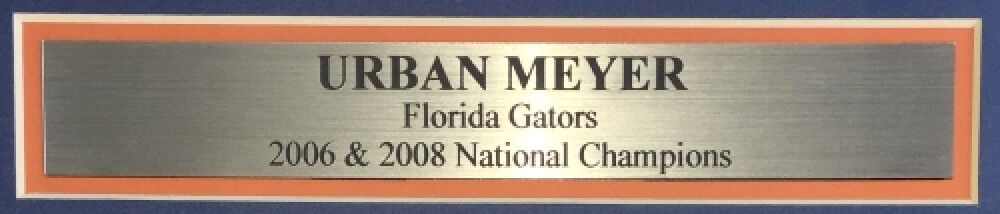 URBAN MEYER
Florida Gators
2006 & 2008 National Champions